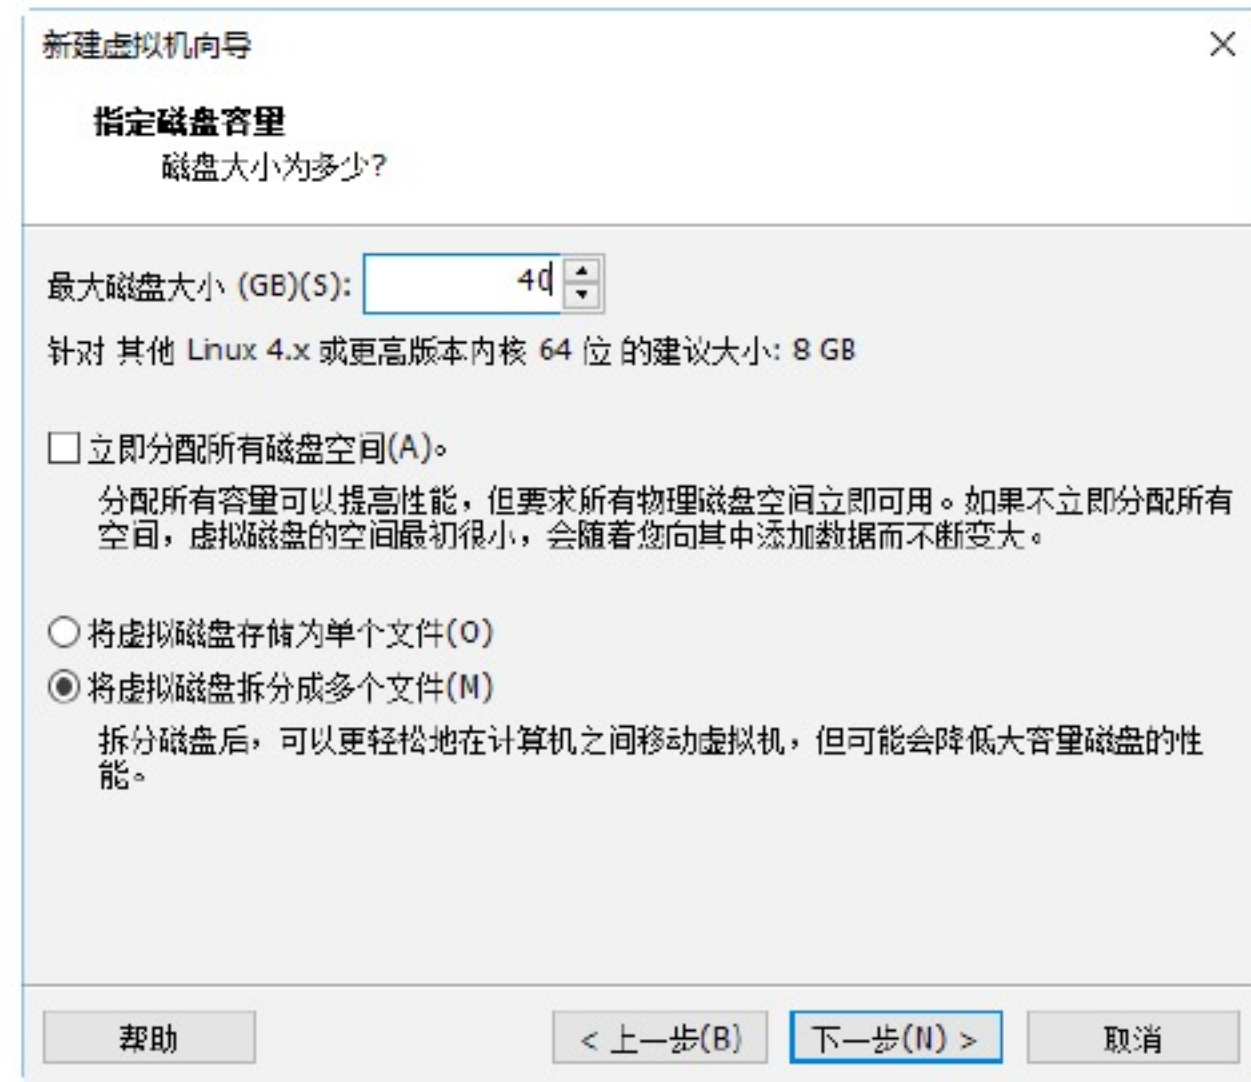 新建虚拟机向导
指定磁盘容量
磁盘大小为多少?
最大磁盘大小 (GB)(S): 40
针对 其他 Linux 4.x 或更高版本内核 64 位 的建议大小: 8 GB
立即分配所有磁盘空间(A)。
分配所有容量可以提高性能，但要求所有物理磁盘空间立即可用。如果不立即分配所有
空间，虚拟磁盘的空间最初很小，会随着您向其中添加数据而不断变大。
将虚拟磁盘存储为单个文件(O)
将虚拟磁盘拆分成多个文件(M)
拆分磁盘后，可以更轻松地在计算机之间移动虚拟机，但可能会降低大容量磁盘的性
能。
帮助 < 上一步(B) 下一步(N) > 取消